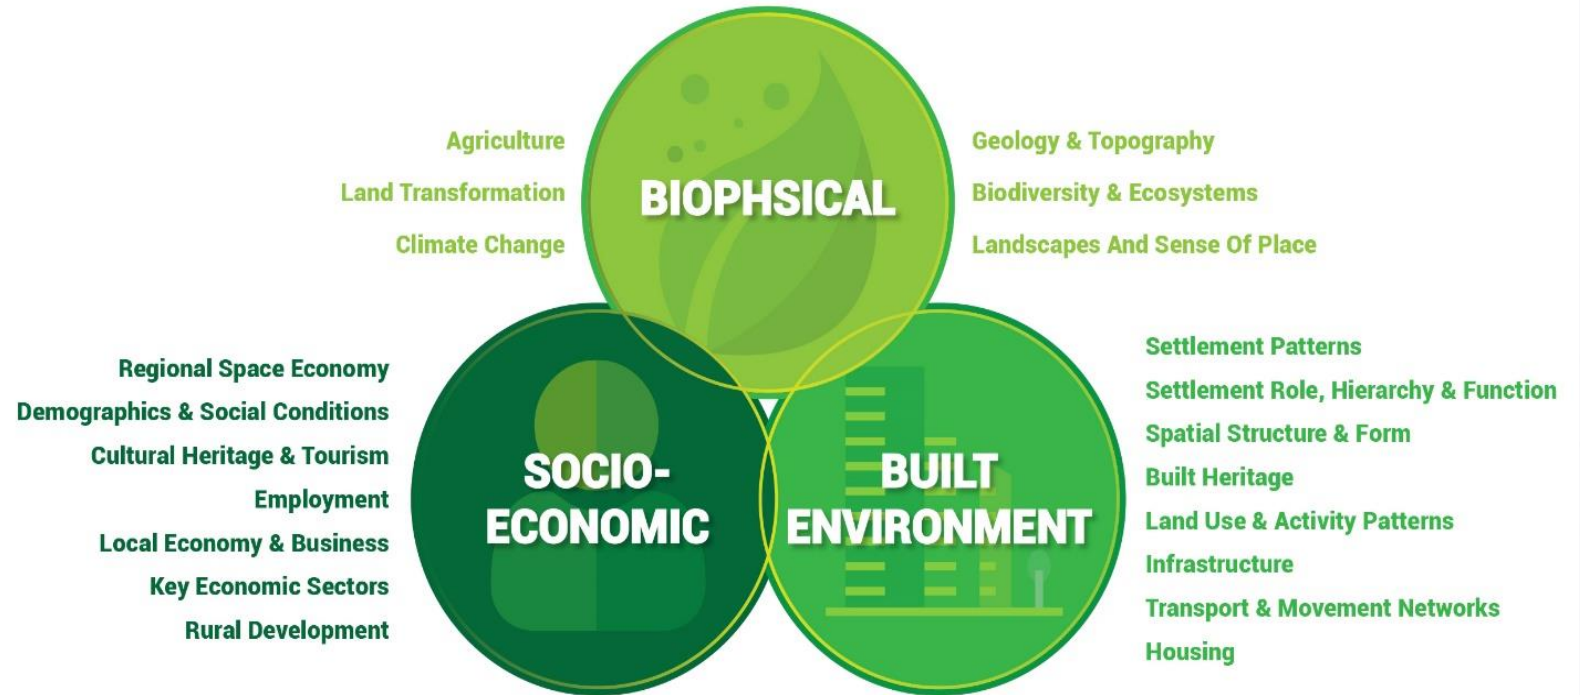 Agriculture
Land Transformation
Climate Change
BIOPHSICAL
Geology & Topography
Biodiversity & Ecosystems
Landscapes And Sense Of Place
Regional Space Economy
Demographics & Social Conditions
Cultural Heritage & Tourism
Employment
Local Economy & Business
Key Economic Sectors
Rural Development
SOCIO-
ECONOMIC
BUILT
ENVIRONMENT
Settlement Patterns
Settlement Role, Hierarchy & Function
Spatial Structure & Form
Built Heritage
Land Use & Activity Patterns
Infrastructure
Transport & Movement Networks
Housing